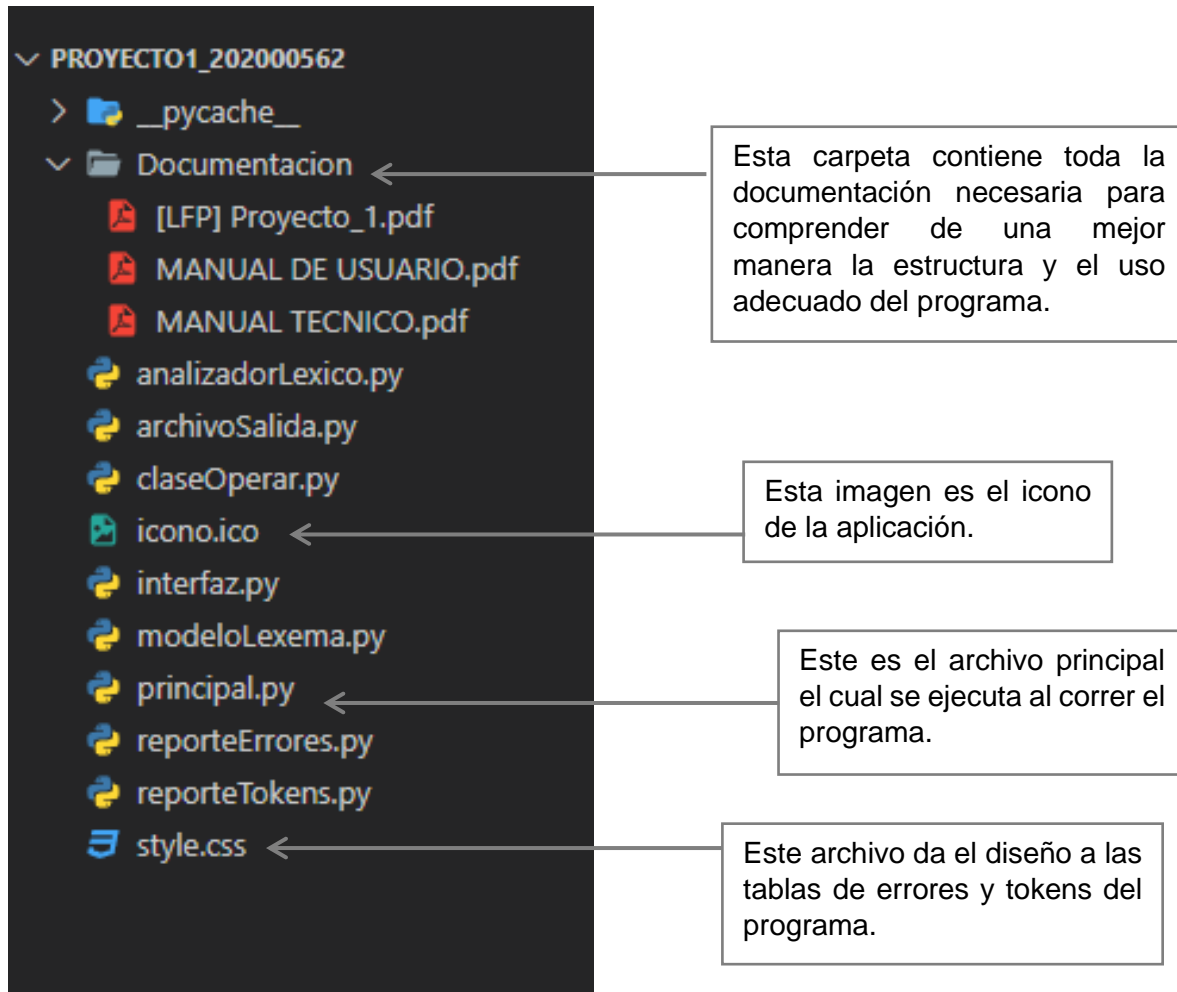 PROYECTO1_202000562
__pycache__
Documentacion
[LFP] Proyecto_1.pdf
MANUAL DE USUARIO.pdf
MANUAL TECNICO.pdf
analizadorLexico.py
archivoSalida.py
claseOperar.py
icono.ico
interfaz.py
modeloLexema.py
principal.py
reporteErrores.py
reporteTokens.py
style.css
Esta carpeta contiene toda la
documentación necesaria para
comprender de una mejor
manera la estructura y el uso
adecuado del programa.
Esta imagen es el icono
de la aplicación.
Este es el archivo principal
el cual se ejecuta al correr el
programa.
Este archivo da el diseño a las
tablas de errores y tokens del
programa.